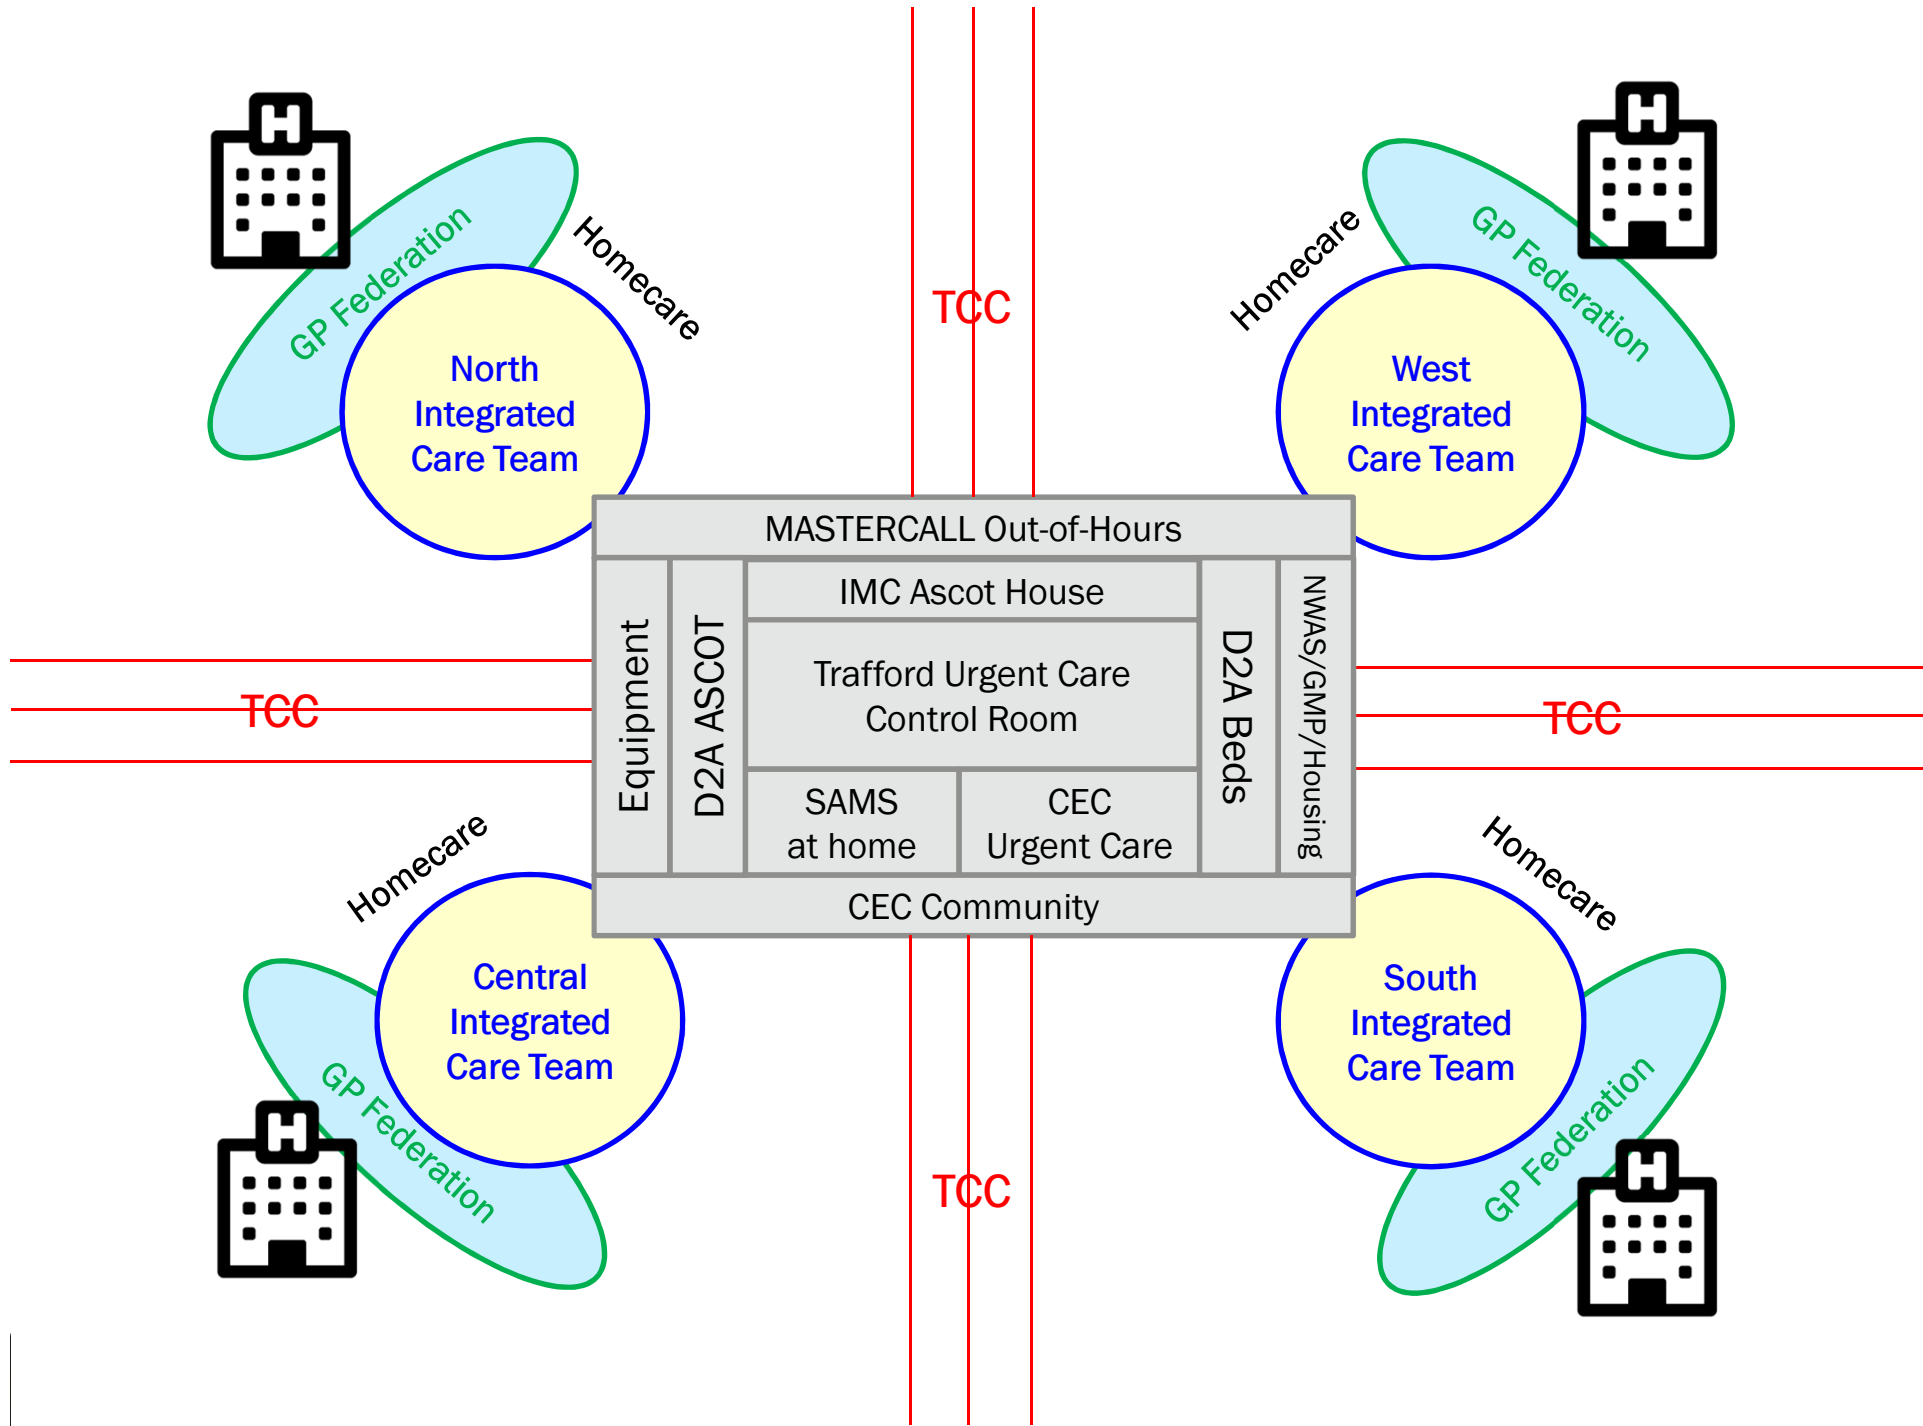 H
H
GP Federation
Homecare
Homecare
GP Federation
TCC
North
Integrated
Care Team
West
Integrated
Care Team
MASTERCALL Out-of-Hours
Equipment
D2A ASCOT
IMC Ascot House
Trafford Urgent Care
Control Room
SAMS
at home
CEC
Urgent Care
D2A Beds
NWAS/GMP/Housing
CEC Community
TCC
TCC
Homecare
Homecare
Central
Integrated
Care Team
South
Integrated
Care Team
GP Federation
GP Federation
H
H
TCC